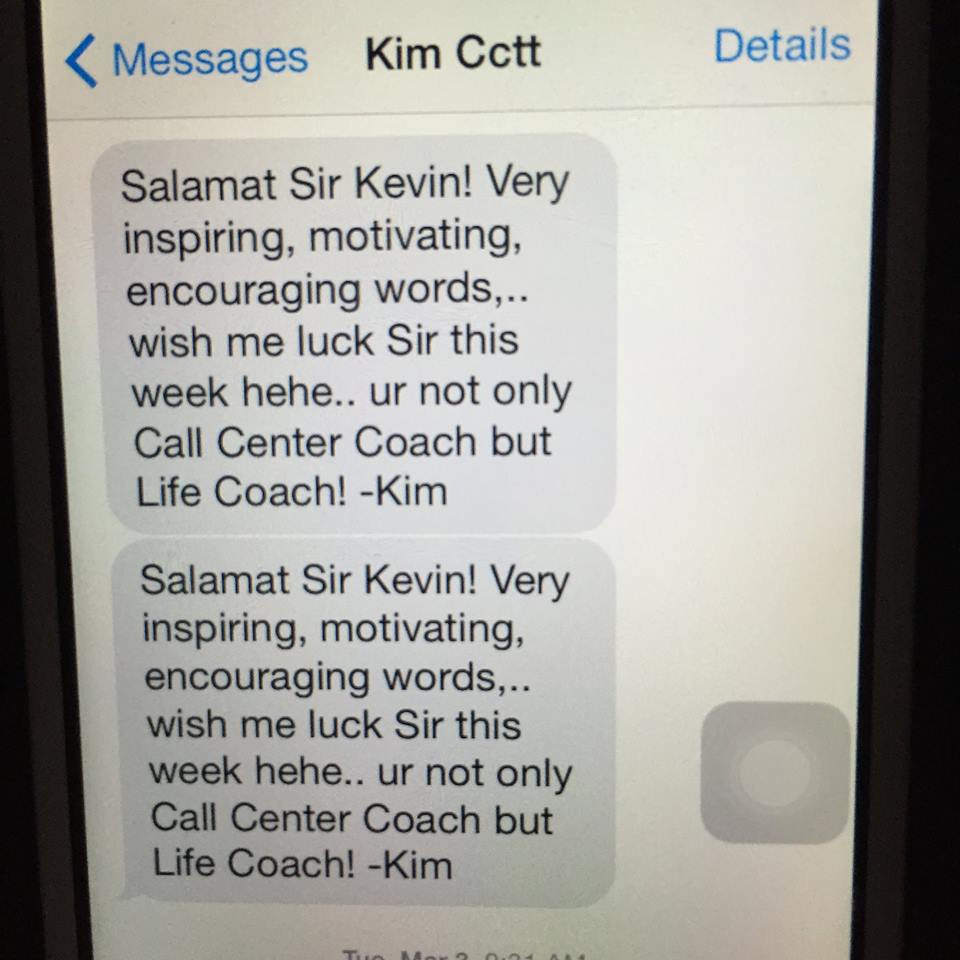 Messages Kim Cctt Details
Salamat Sir Kevin! Very
inspiring, motivating,
encouraging words,..
wish me luck Sir this
week hehe.. ur not only
Call Center Coach but
Life Coach! -Kim
Salamat Sir Kevin! Very
inspiring, motivating,
encouraging words,..
wish me luck Sir this
week hehe.. ur not only
Call Center Coach but
Life Coach! -Kim
Tue, Mar